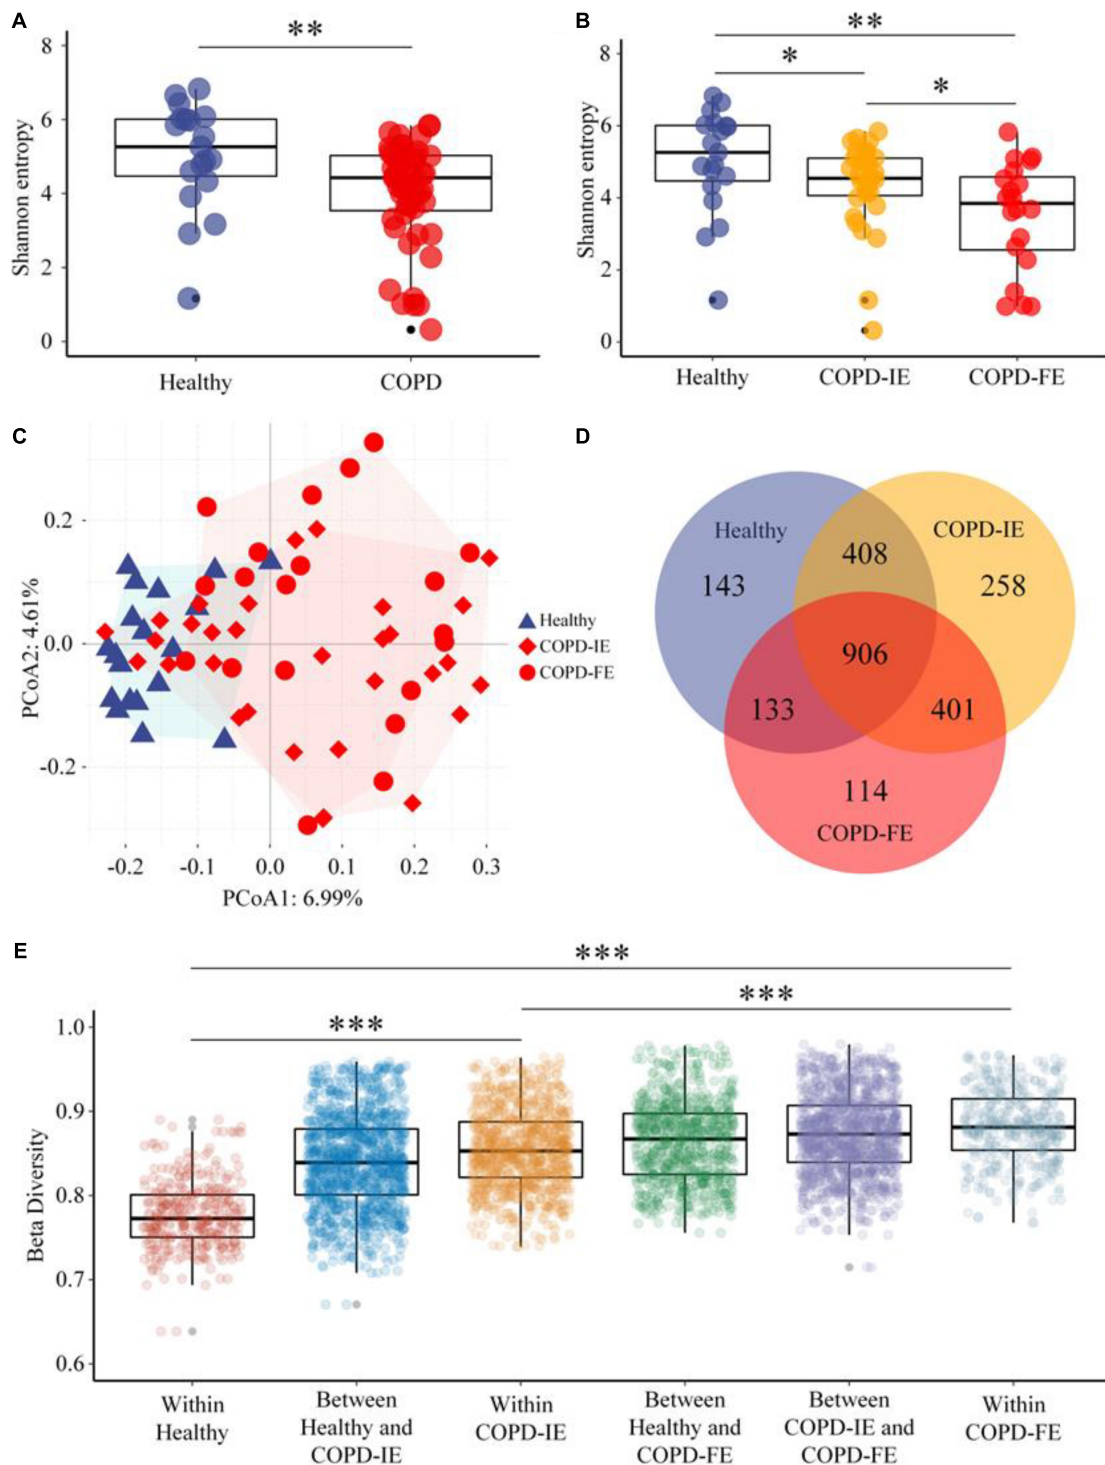 A
**
8
6
4
2
0
Shannon entropy
Healthy
COPD
B
**
*
*
8
6
4
2
0
Shannon entropy
Healthy
COPD-IE
COPD-FE
C
0.2
0.0
-0.2
PCoA2: 4.61%
-0.2
-0.1
0.0
0.1
0.2
0.3
PCoA1: 6.99%
Healthy
COPD-IE
COPD-FE
D
Healthy
COPD-IE
408
143
258
906
133
401
114
COPD-FE
E
***
***
***
1.0
0.9
0.8
0.7
0.6
Beta Diversity
Within
Healthy
Between
Healthy and
COPD-IE
Within
COPD-IE
Between
Healthy and
COPD-FE
Between
COPD-IE and
COPD-FE
Within
COPD-FE